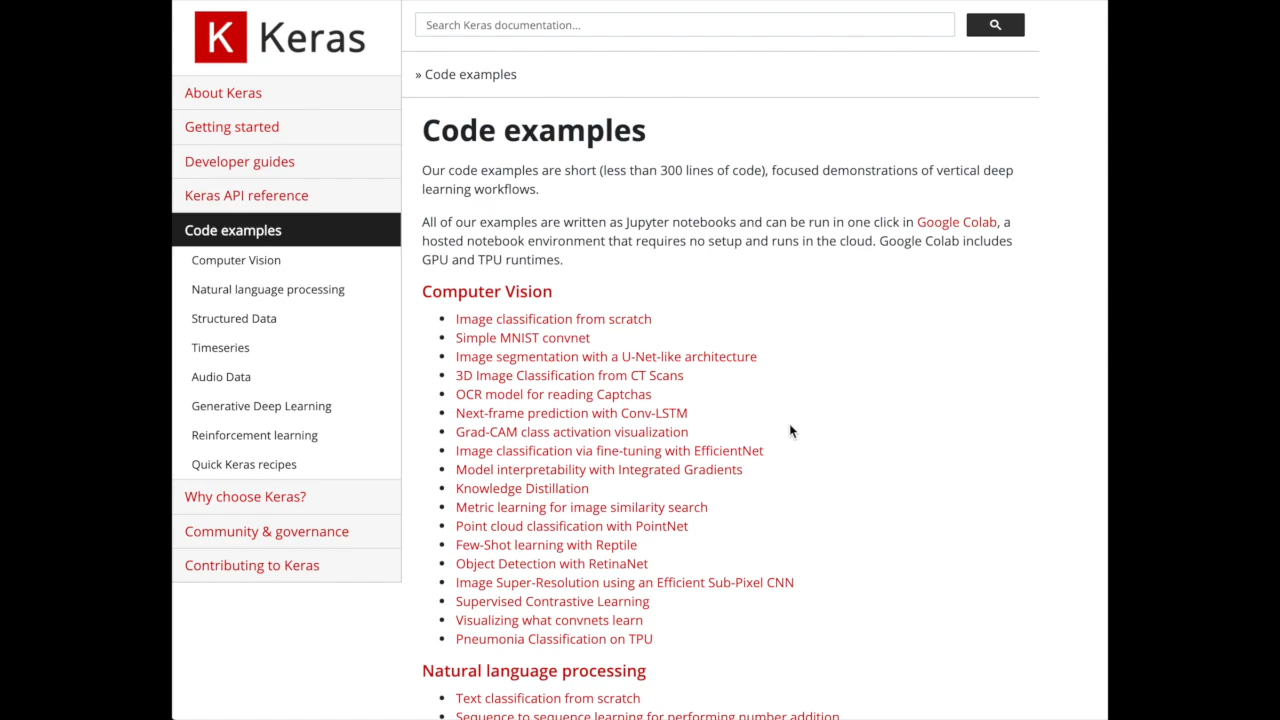 K Keras
About Keras
Getting started
Developer guides
Keras API reference
Code examples
Computer Vision
Natural language processing
Structured Data
Timeseries
Audio Data
Generative Deep Learning
Reinforcement learning
Quick Keras recipes
Why choose Keras?
Community & governance
Contributing to Keras
Search Keras documentation...
» Code examples
Code examples
Our code examples are short (less than 300 lines of code), focused demonstrations of vertical deep
learning workflows.
All of our examples are written as Jupyter notebooks and can be run in one click in Google Colab, a
hosted notebook environment that requires no setup and runs in the cloud. Google Colab includes
GPU and TPU runtimes.
Computer Vision
• Image classification from scratch
• Simple MNIST convnet
• Image segmentation with a U-Net-like architecture
• 3D Image Classification from CT Scans
• OCR model for reading Captchas
• Next-frame prediction with Conv-LSTM
• Grad-CAM class activation visualization
• Image classification via fine-tuning with EfficientNet
• Model interpretability with Integrated Gradients
• Knowledge Distillation
• Metric learning for image similarity search
• Point cloud classification with PointNet
• Few-Shot learning with Reptile
• Object Detection with RetinaNet
• Image Super-Resolution using an Efficient Sub-Pixel CNN
• Supervised Contrastive Learning
• Visualizing what convnets learn
• Pneumonia Classification on TPU
Natural language processing
• Text classification from scratch
• Sequence to sequence learning for performing number addition